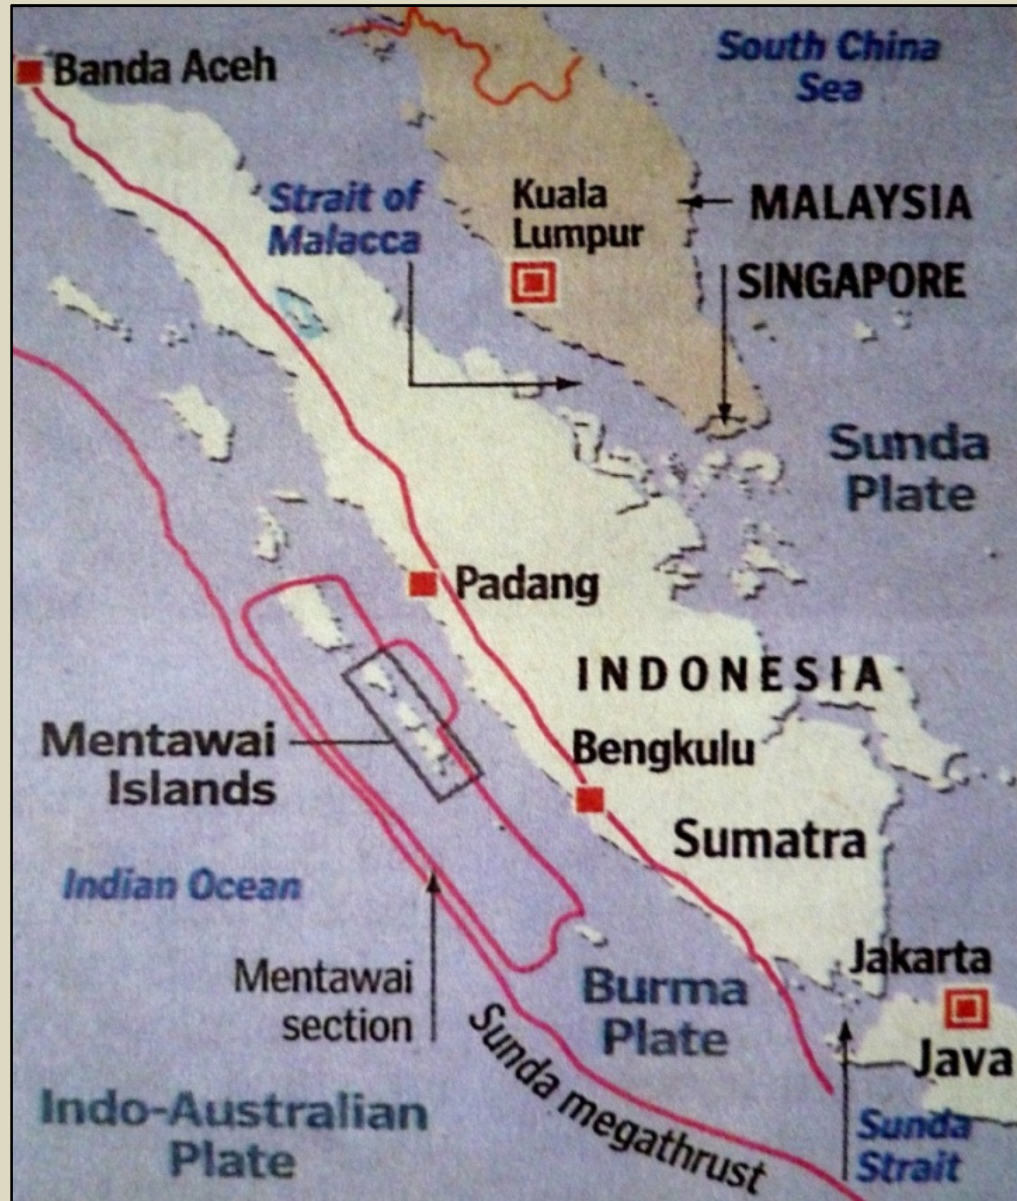 Banda Aceh
South China
Sea
Strait of
Malacca
Kuala
Lumpur
MALAYSIA
SINGAPORE
Sunda
Plate
Padang
INDONESIA
Mentawai
Islands
Bengkulu
Sumatra
Indian Ocean
Mentawai
section
Burma
Plate
Jakarta
Java
Sunda megathrust
Indo-Australian
Plate
Sunda
Strait